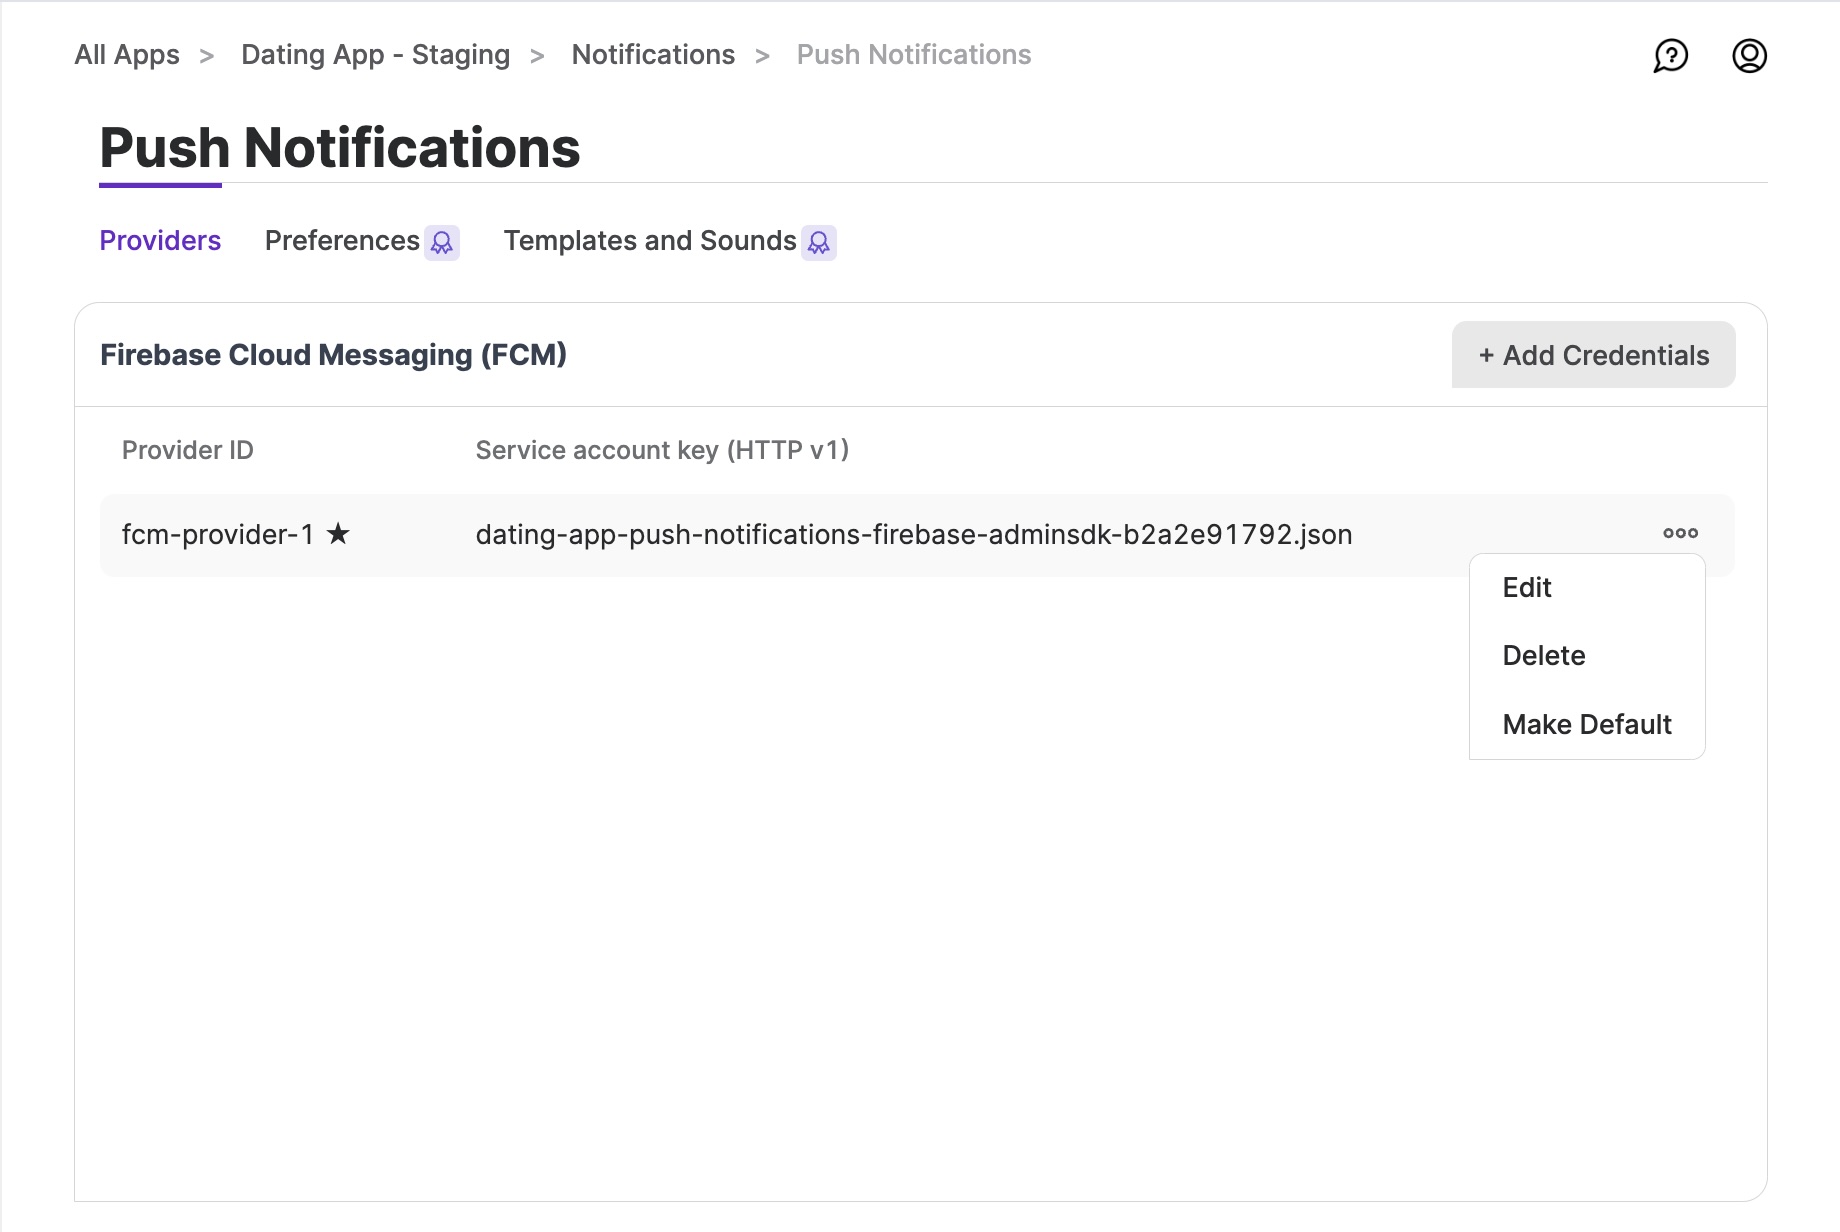 All Apps > Dating App - Staging > Notifications > Push Notifications
Push Notifications
Providers Preferences Templates and Sounds
Firebase Cloud Messaging (FCM) + Add Credentials
Provider ID Service account key (HTTP v1)
fcm-provider-1 ★ dating-app-push-notifications-firebase-adminsdk-b2a2e91792.json
Edit
Delete
Make Default